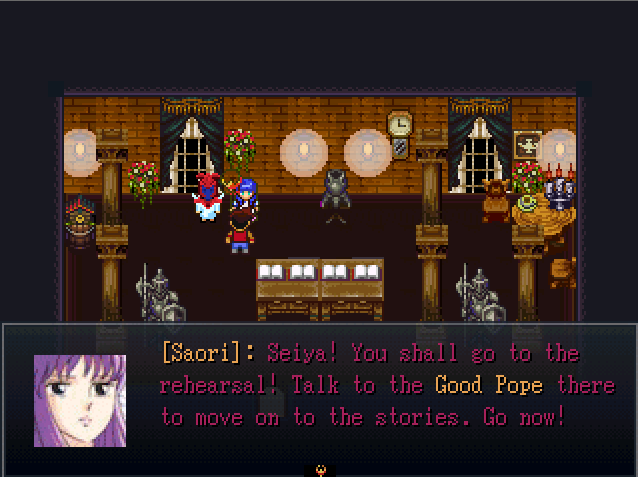 [Saori]: Seiya! You shall go to the
rehearsal! Talk to the Good Pope there
to move on to the stories. Go now!